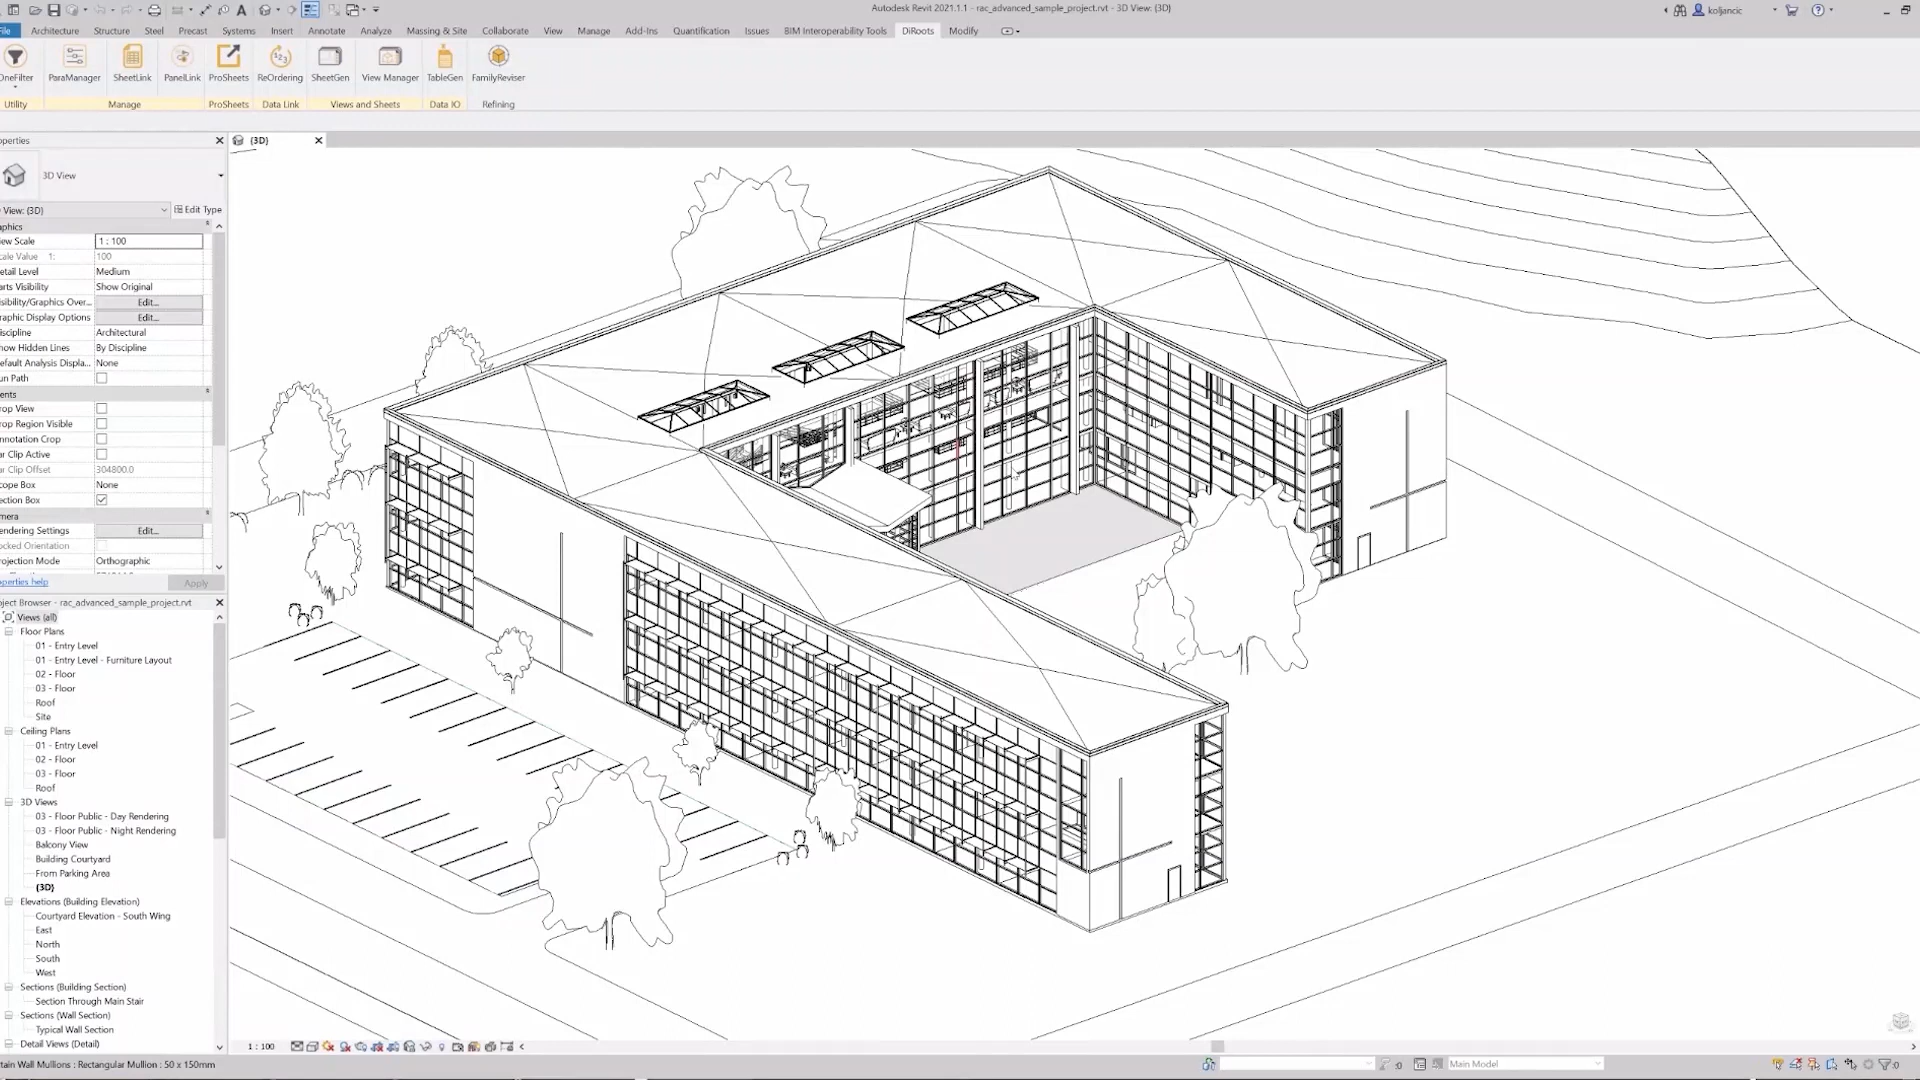 Autodesk Revit 2021.1.1 - rac_advanced_sample_project.rvt - 3D View: {3D}
koljancic
File Architecture Structure Steel Precast Systems Insert Annotate Analyze Massing & Site Collaborate View Manage Add-Ins Quantification Issues BIM Interoperability Tools DiRoots Modify
OneFilter ParaManager SheetLink PanelLink ProSheets ReOrdering SheetGen View Manager TableGen FamilyReviser
Utility Manage ProSheets Data Link Views and Sheets Data IO Refining
operties
{3D}
3D View
View: {3D} Edit Type
aphics
iew Scale 1 : 100
cale Value 1: 100
etail Level Medium
arts Visibility Show Original
isibility/Graphics Over... Edit...
raphic Display Options Edit...
iscipline Architectural
how Hidden Lines By Discipline
efault Analysis Displa... None
un Path
ents
rop View
rop Region Visible
nnotation Crop
ar Clip Active
ar Clip Offset 304800.0
cope Box None
ection Box
mera
endering Settings Edit...
ocked Orientation
rojection Mode Orthographic
operties help Apply
ject Browser - rac_advanced_sample_project.rvt
Views (all)
Floor Plans
01 - Entry Level
01 - Entry Level - Furniture Layout
02 - Floor
03 - Floor
Roof
Site
Ceiling Plans
01 - Entry Level
02 - Floor
03 - Floor
Roof
3D Views
03 - Floor Public - Day Rendering
03 - Floor Public - Night Rendering
Balcony View
Building Courtyard
From Parking Area
{3D}
Elevations (Building Elevation)
Courtyard Elevation - South Wing
East
North
South
West
Sections (Building Section)
Section Through Main Stair
Sections (Wall Section)
Typical Wall Section
Detail Views (Detail)
1 : 100
tain Wall Mullions : Rectangular Mullion : 50 x 150mm
:0
Main Model
:0